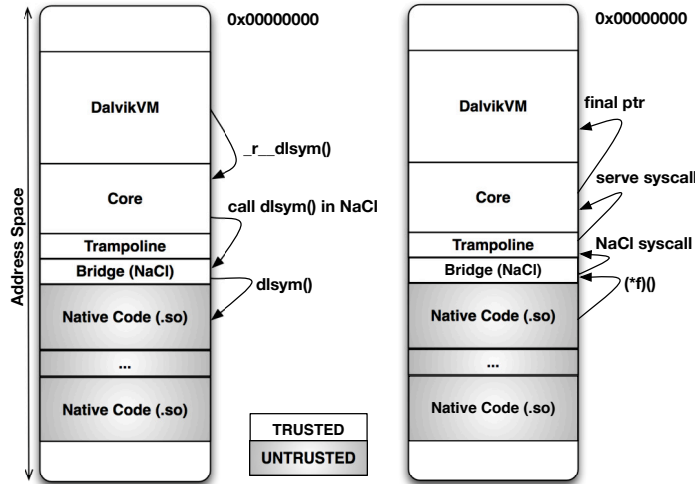 0x00000000
DalvikVM
_r__dlsym()
Core
call dlsym() in NaCl
Trampoline
Bridge (NaCl)
dlsym()
Native Code (.so)
...
Native Code (.so)
Address Space
TRUSTED
UNTRUSTED
0x00000000
final ptr
DalvikVM
serve syscall
Core
NaCl syscall
Trampoline
Bridge (NaCl)
(*f)()
Native Code (.so)
...
Native Code (.so)